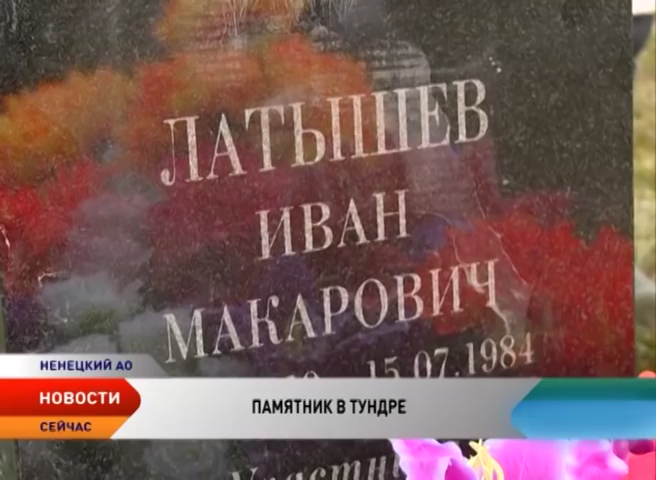 ЛАТЫШЕВ
ИВАН
МАКАРОВИЧ
15.07.1984
НЕНЕЦКИЙ АО
НОВОСТИ
СЕЙЧАС
ПАМЯТНИК В ТУНДРЕ